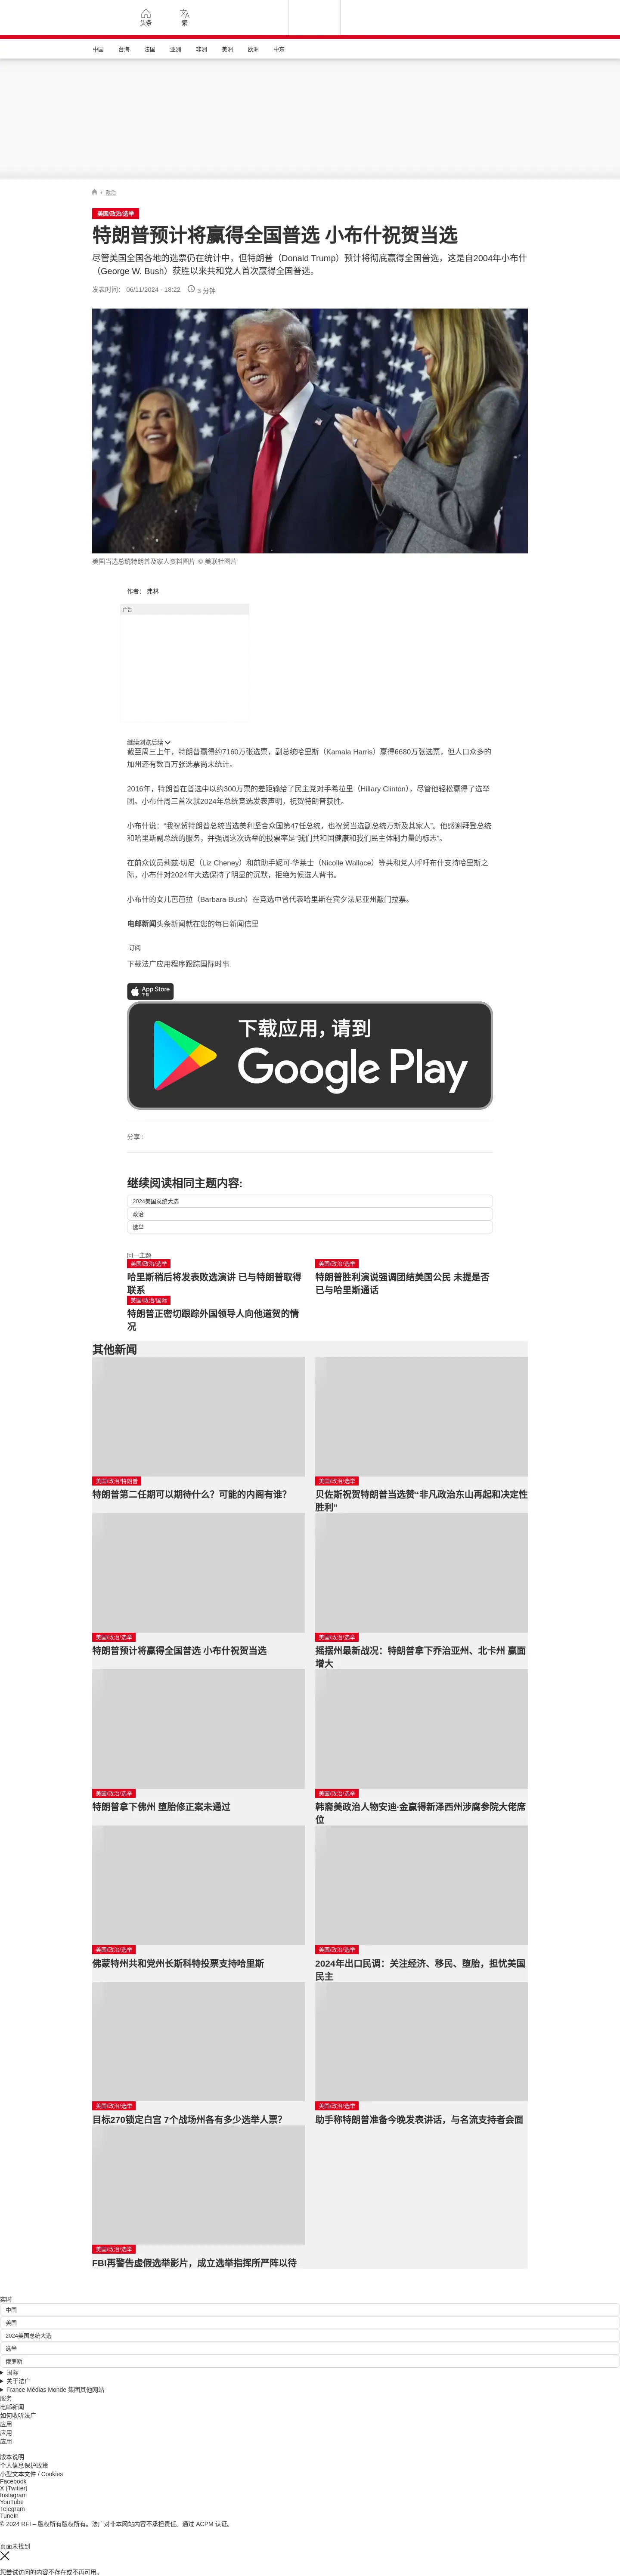 头条
繁
中国
台海
法国
亚洲
非洲
美洲
欧洲
中东
/ 政治
美国/政治/选举
特朗普预计将赢得全国普选 小布什祝贺当选
尽管美国全国各地的选票仍在统计中，但特朗普（Donald Trump）预计将彻底赢得全国普选，这是自2004年小布什
（George W. Bush）获胜以来共和党人首次赢得全国普选。
发表时间： 06/11/2024 - 18:22
3 分钟
美国当选总统特朗普及家人资料图片 © 美联社图片
作者： 弗林
广告
继续浏览后续
截至周三上午，特朗普赢得约7160万张选票，副总统哈里斯（Kamala Harris）赢得6680万张选票，但人口众多的
加州还有数百万张选票尚未统计。
2016年，特朗普在普选中以约300万票的差距输给了民主党对手希拉里（Hillary Clinton），尽管他轻松赢得了选举
团。小布什周三首次就2024年总统竞选发表声明，祝贺特朗普获胜。
小布什说：“我祝贺特朗普总统当选美利坚合众国第47任总统，也祝贺当选副总统万斯及其家人”。他感谢拜登总统
和哈里斯副总统的服务，并强调这次选举的投票率是“我们共和国健康和我们民主体制力量的标志”。
在前众议员莉兹·切尼（Liz Cheney）和前助手妮可·华莱士（Nicolle Wallace）等共和党人呼吁布什支持哈里斯之
际，小布什对2024年大选保持了明显的沉默，拒绝为候选人背书。
小布什的女儿芭芭拉（Barbara Bush）在竞选中曾代表哈里斯在宾夕法尼亚州敲门拉票。
电邮新闻头条新闻就在您的每日新闻信里
订阅
下载法广应用程序跟踪国际时事
App Store
下载
下载应用，请到
Google Play
分享 :
继续阅读相同主题内容:
2024美国总统大选
政治
选举
同一主题
美国/政治/选举
哈里斯稍后将发表败选演讲 已与特朗普取得
联系
美国/政治/选举
特朗普胜利演说强调团结美国公民 未提是否
已与哈里斯通话
美国/政治/国际
特朗普正密切跟踪外国领导人向他道贺的情
况
其他新闻
美国/政治/特朗普
特朗普第二任期可以期待什么？可能的内阁有谁？
美国/政治/选举
贝佐斯祝贺特朗普当选赞“非凡政治东山再起和决定性
胜利”
美国/政治/选举
特朗普预计将赢得全国普选 小布什祝贺当选
美国/政治/选举
摇摆州最新战况：特朗普拿下乔治亚州、北卡州 赢面
增大
美国/政治/选举
特朗普拿下佛州 堕胎修正案未通过
美国/政治/选举
韩裔美政治人物安迪·金赢得新泽西州涉腐参院大佬席
位
美国/政治/选举
佛蒙特州共和党州长斯科特投票支持哈里斯
美国/政治/选举
2024年出口民调：关注经济、移民、堕胎，担忧美国
民主
美国/政治/选举
目标270锁定白宫 7个战场州各有多少选举人票?
美国/政治/选举
助手称特朗普准备今晚发表讲话，与名流支持者会面
美国/政治/选举
FBI再警告虚假选举影片，成立选举指挥所严阵以待
实时
中国
美国
2024美国总统大选
选举
俄罗斯
国际
关于法广
France Médias Monde 集团其他网站
服务
电邮新闻
如何收听法广
应用
应用
应用
版本说明
个人信息保护政策
小型文本文件 / Cookies
Facebook
X (Twitter)
Instagram
YouTube
Telegram
TuneIn
© 2024 RFI – 版权所有版权所有。法广对非本网站内容不承担责任。通过 ACPM 认证。
页面未找到
您尝试访问的内容不存在或不再可用。